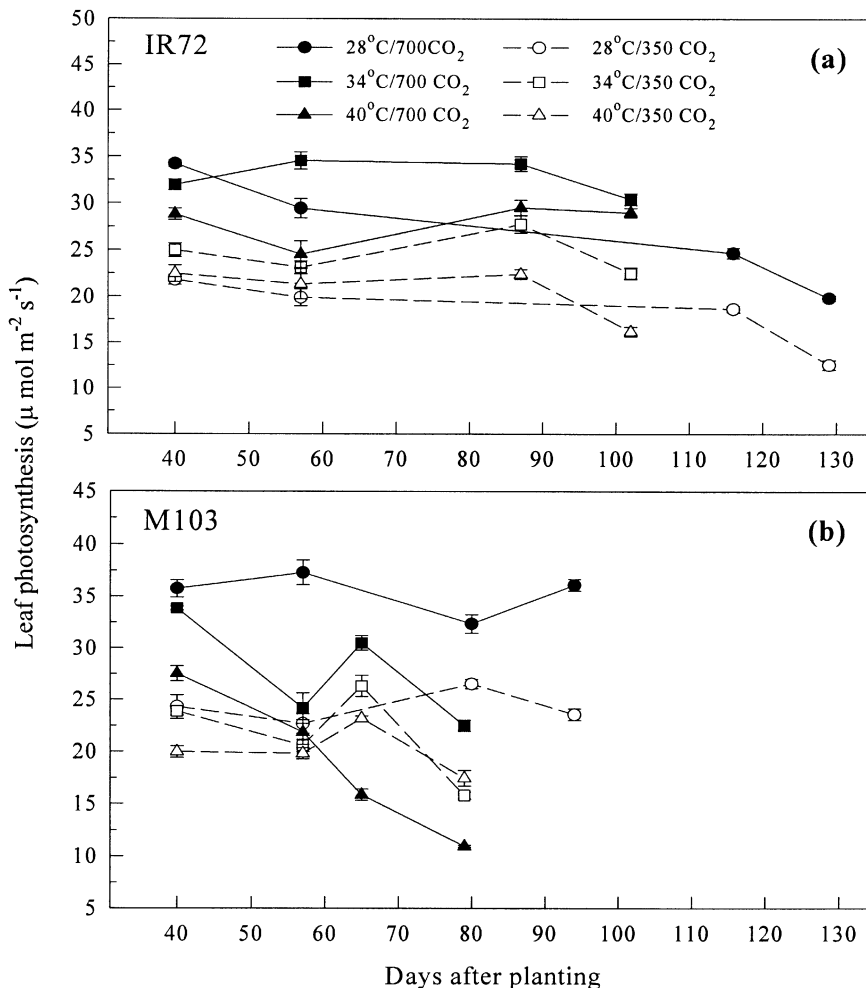 50
45
40
35
30
25
20
15
10
5
IR72
28°C/700CO₂
28°C/350 CO₂
(a)
34°C/700 CO₂
34°C/350 CO₂
40°C/700 CO₂
40°C/350 CO₂
40 50 60 70 80 90 100 110 120 130
Leaf photosynthesis (μ mol m⁻² s⁻¹)
45
40
35
30
25
20
15
10
5
M103
(b)
40 50 60 70 80 90 100 110 120 130
Days after planting